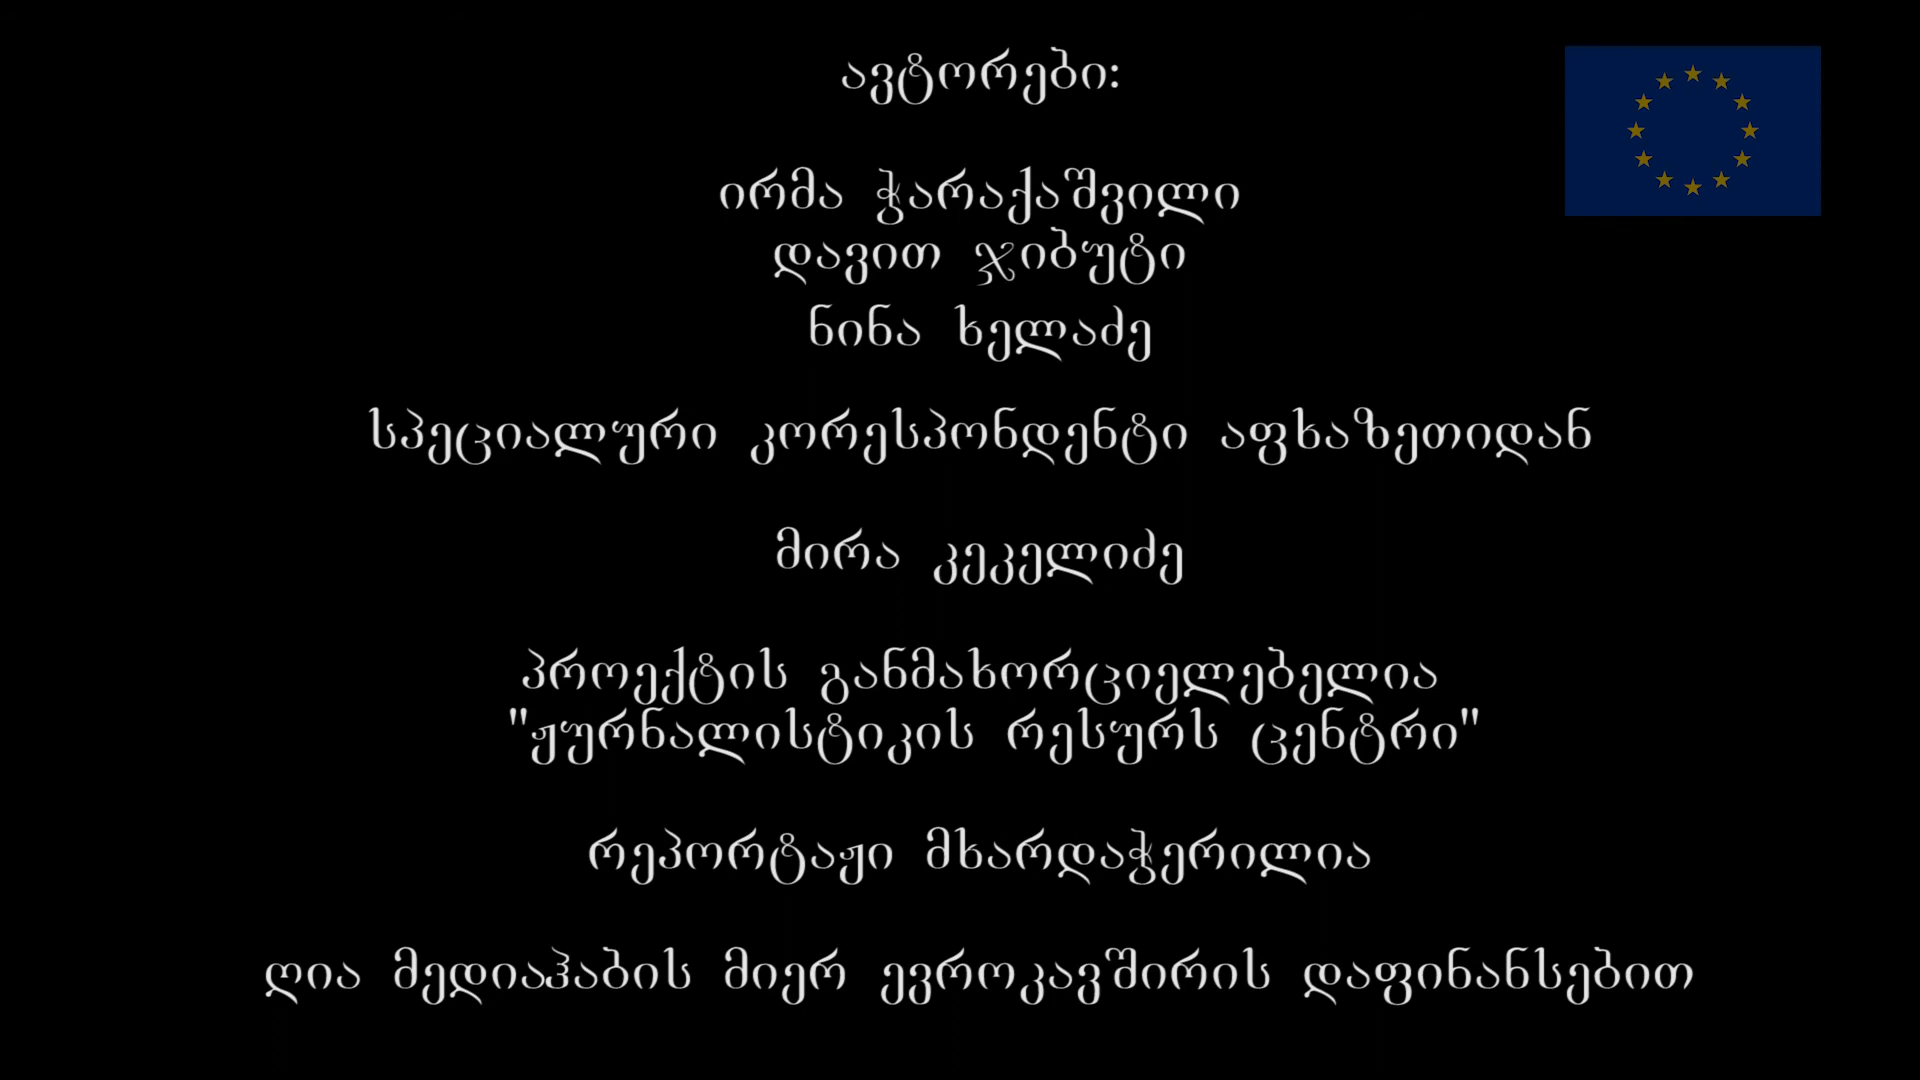 ავტორები:
ირმა ჭარაქაშვილი
დავით ჯიბუტი
ნინა ხელაძე
სპეციალური კორესპონდენტი აფხაზეთიდან
მირა კეკელიძე
პროექტის განმახორციელებელია
"ჟურნალისტიკის რესურს ცენტრი"
რეპორტაჟი მხარდაჭერილია
ღია მედიაჰაბის მიერ ევროკავშირის დაფინანსებით